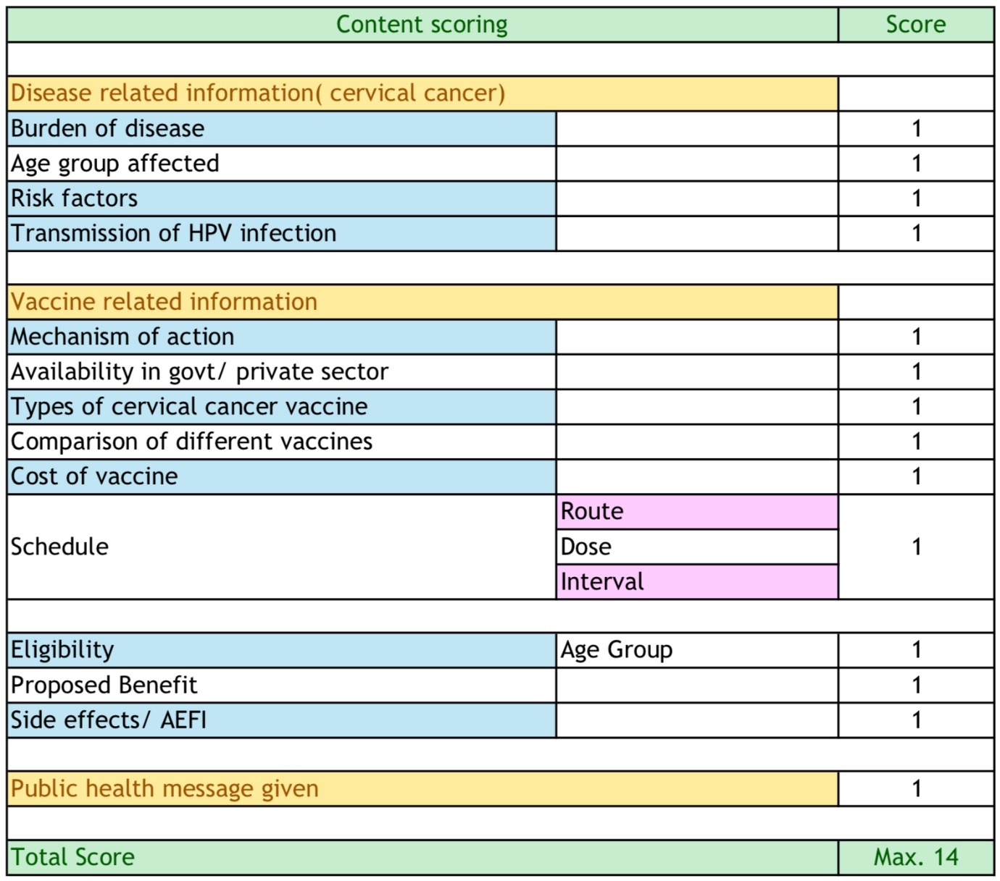 Content scoring Score
Disease related information( cervical cancer)
Burden of disease 1
Age group affected 1
Risk factors 1
Transmission of HPV infection 1
Vaccine related information
Mechanism of action 1
Availability in govt/ private sector 1
Types of cervical cancer vaccine 1
Comparison of different vaccines 1
Cost of vaccine 1
Route
Schedule Dose 1
Interval
Eligibility Age Group 1
Proposed Benefit 1
Side effects/ AEFI 1
Public health message given 1
Total Score Max. 14